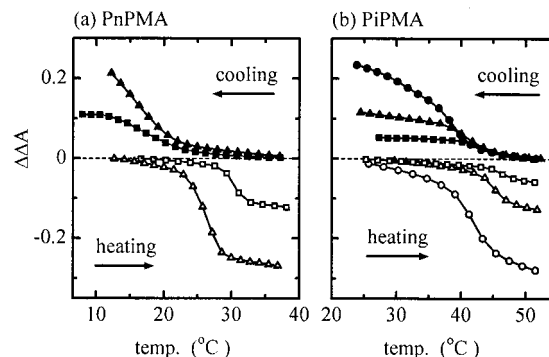 (a) PnPMA (b) PiPMA
0.2
cooling cooling
ΔΔA
0
-0.2
heating heating
10 20 30 40 20 30 40 50
temp. (°C) temp. (°C)